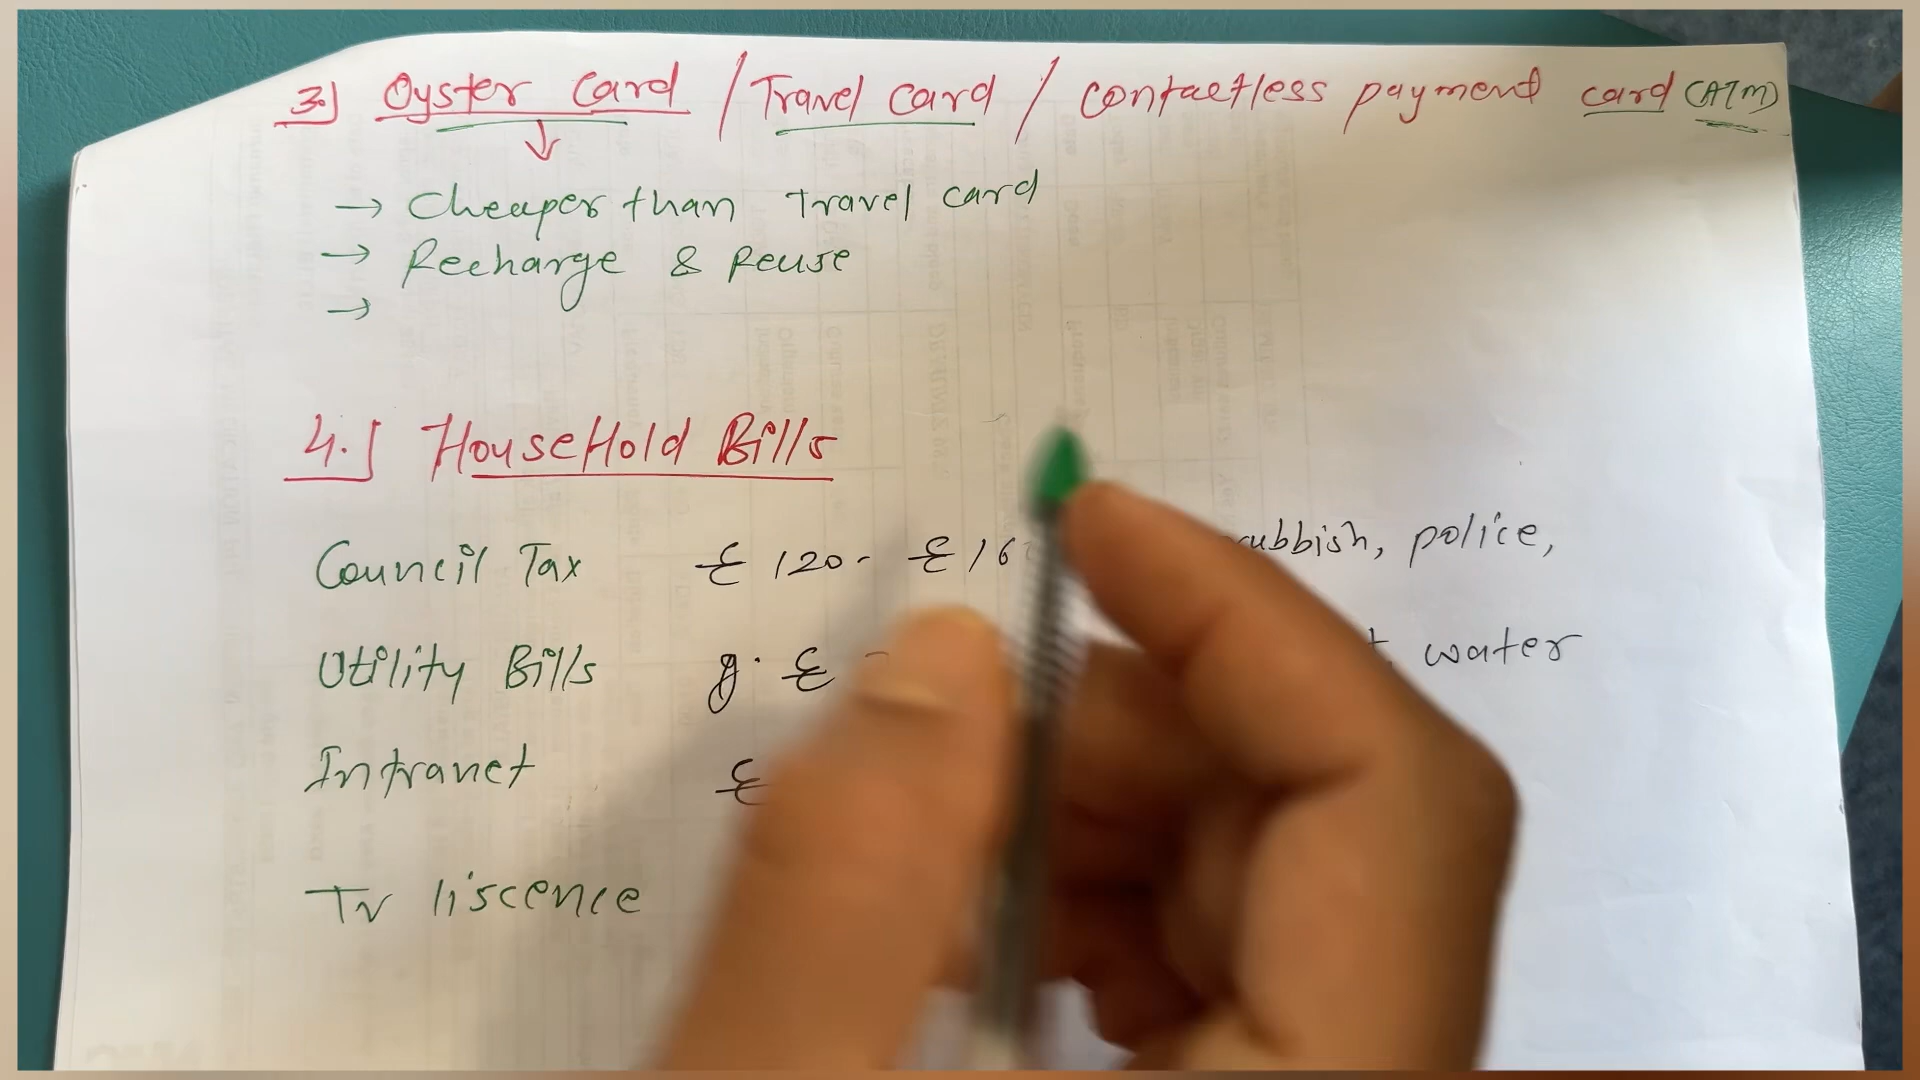 3.) Oyster Card / Travel Card / Contactless payment card (ATM)
→ Cheaper than Travel card
→ Recharge & Reuse
→
4.] HouseHold Bills
Council Tax £ 120 - £ 16 rubbish, police,
Utility Bills £ water
Intranet £
TV liscence